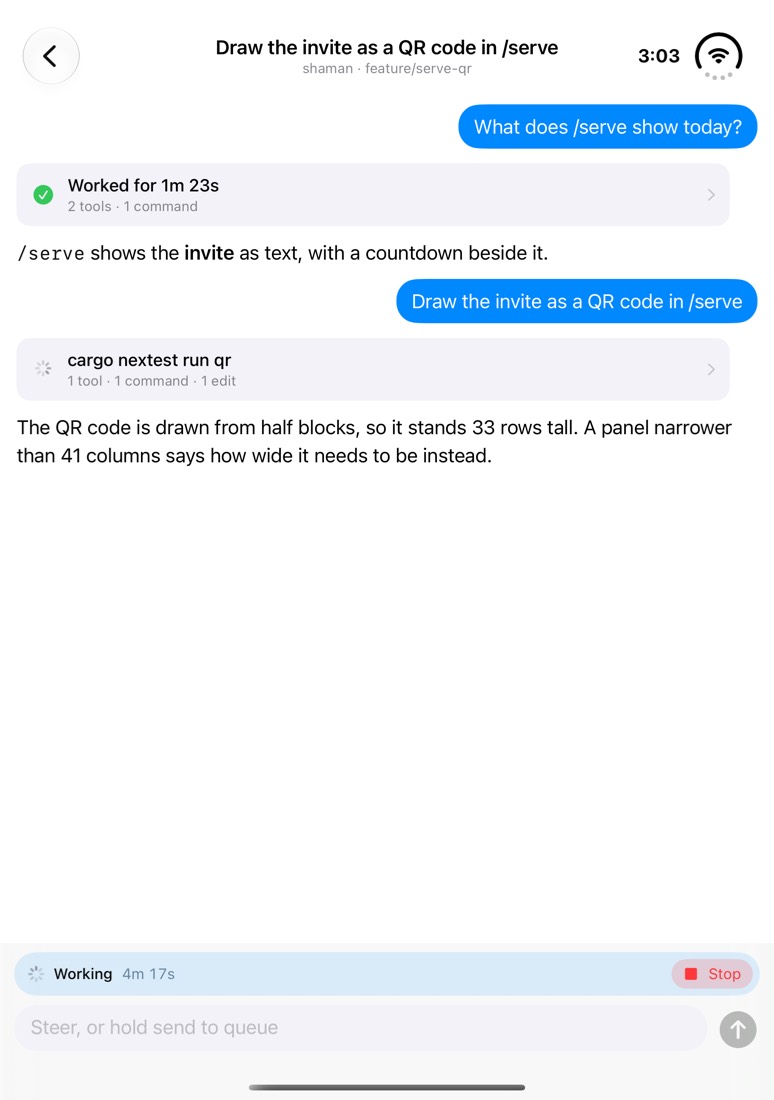 Draw the invite as a QR code in /serve
shaman · feature/serve-qr
3:03
What does /serve show today?
Worked for 1m 23s
2 tools · 1 command
/serve shows the invite as text, with a countdown beside it.
Draw the invite as a QR code in /serve
cargo nextest run qr
1 tool · 1 command · 1 edit
The QR code is drawn from half blocks, so it stands 33 rows tall. A panel narrower
than 41 columns says how wide it needs to be instead.
Working 4m 17s
Stop
Steer, or hold send to queue